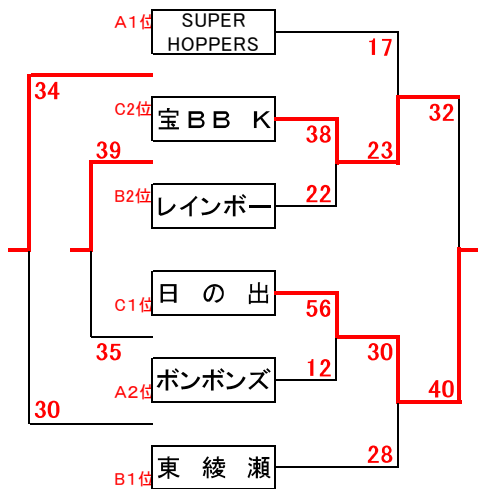 A1位
SUPER
HOPPERS
17
34
32
C2位
宝BB K
38
39
23
B2位
レインボー
22
C1位
日の出
56
35
30
A2位
ボンボンズ
12
30
40
B1位
東綾瀬
28